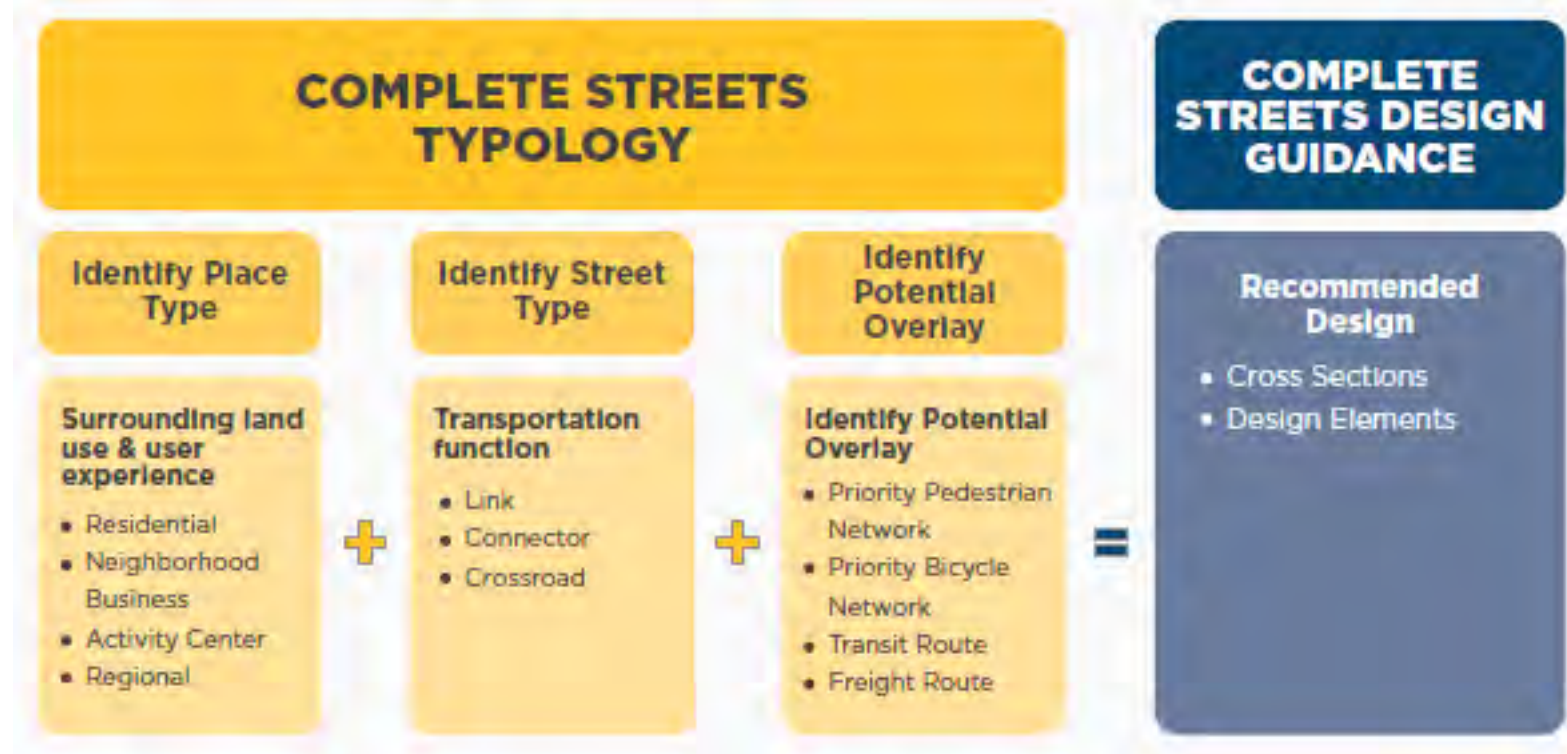 COMPLETE STREETS
TYPOLOGY
COMPLETE
STREETS DESIGN
GUIDANCE
Identify Place
Type
Identify Street
Type
Identify
Potential
Overlay
Surrounding land
use & user
experience
• Residential
• Neighborhood
Business
• Activity Center
• Regional
+
Transportation
function
• Link
• Connector
• Crossroad
+
Identify Potential
Overlay
• Priority Pedestrian
Network
• Priority Bicycle
Network
• Transit Route
• Freight Route
=
Recommended
Design
• Cross Sections
• Design Elements